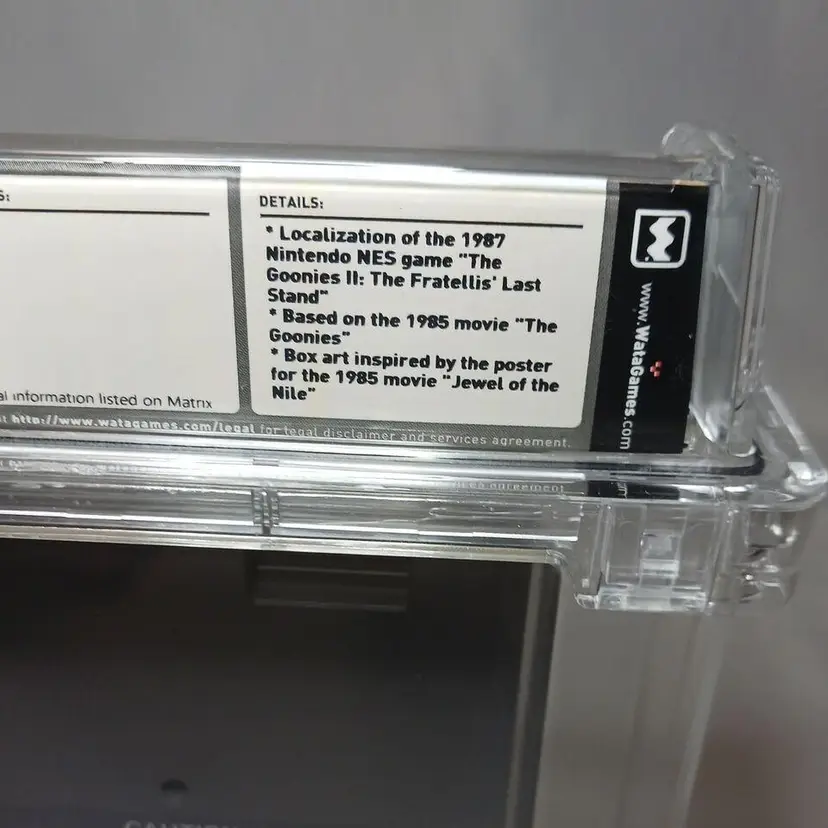 S:
al information listed on Matrix
DETAILS:
* Localization of the 1987
Nintendo NES game "The
Goonies II: The Fratellis' Last
Stand"
* Based on the 1985 movie "The
Goonies"
* Box art inspired by the poster
for the 1985 movie "Jewel of the
Nile"
http://www.watagames.com/legal for legal disclaimer and services agreement.
www.WataGames.com
CAUTION